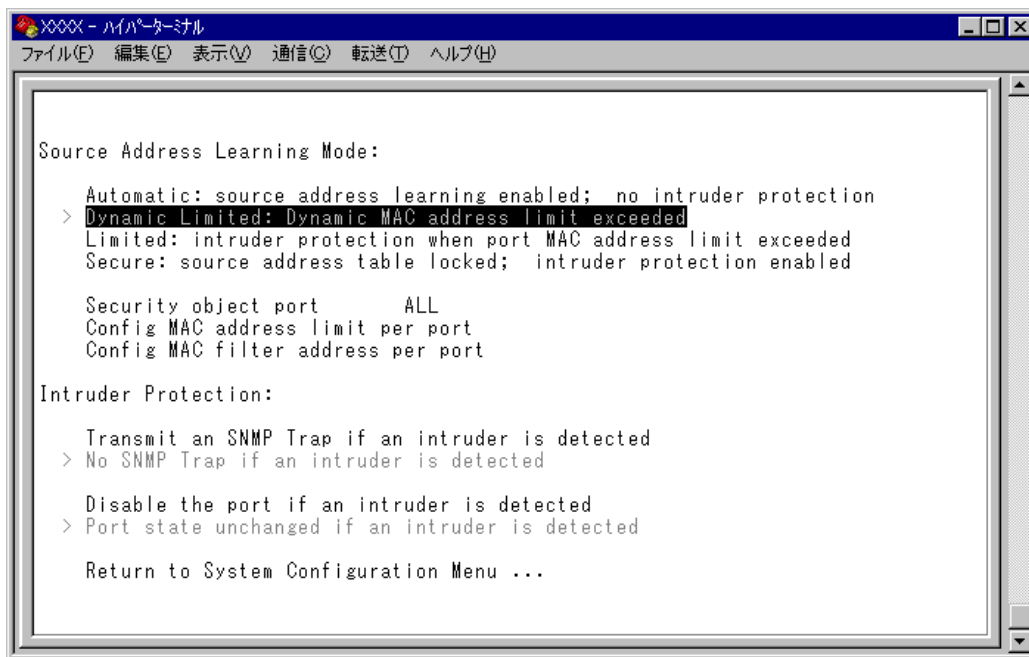 XXXX - ハイパーターミナル
ファイル(F) 編集(E) 表示(V) 通信(C) 転送(T) ヘルプ(H)
Source Address Learning Mode:
Automatic: source address learning enabled; no intruder protection
> Dynamic Limited: Dynamic MAC address limit exceeded
Limited: intruder protection when port MAC address limit exceeded
Secure: source address table locked; intruder protection enabled
Security object port ALL
Config MAC address limit per port
Config MAC filter address per port
Intruder Protection:
Transmit an SNMP Trap if an intruder is detected
> No SNMP Trap if an intruder is detected
Disable the port if an intruder is detected
> Port state unchanged if an intruder is detected
Return to System Configuration Menu ...